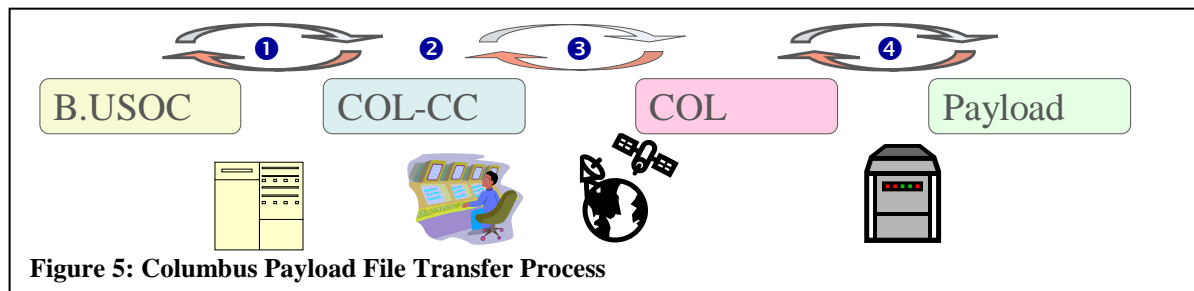 ❶ ❷ ❸ ❹
B.USOC COL-CC COL Payload
Figure 5: Columbus Payload File Transfer Process